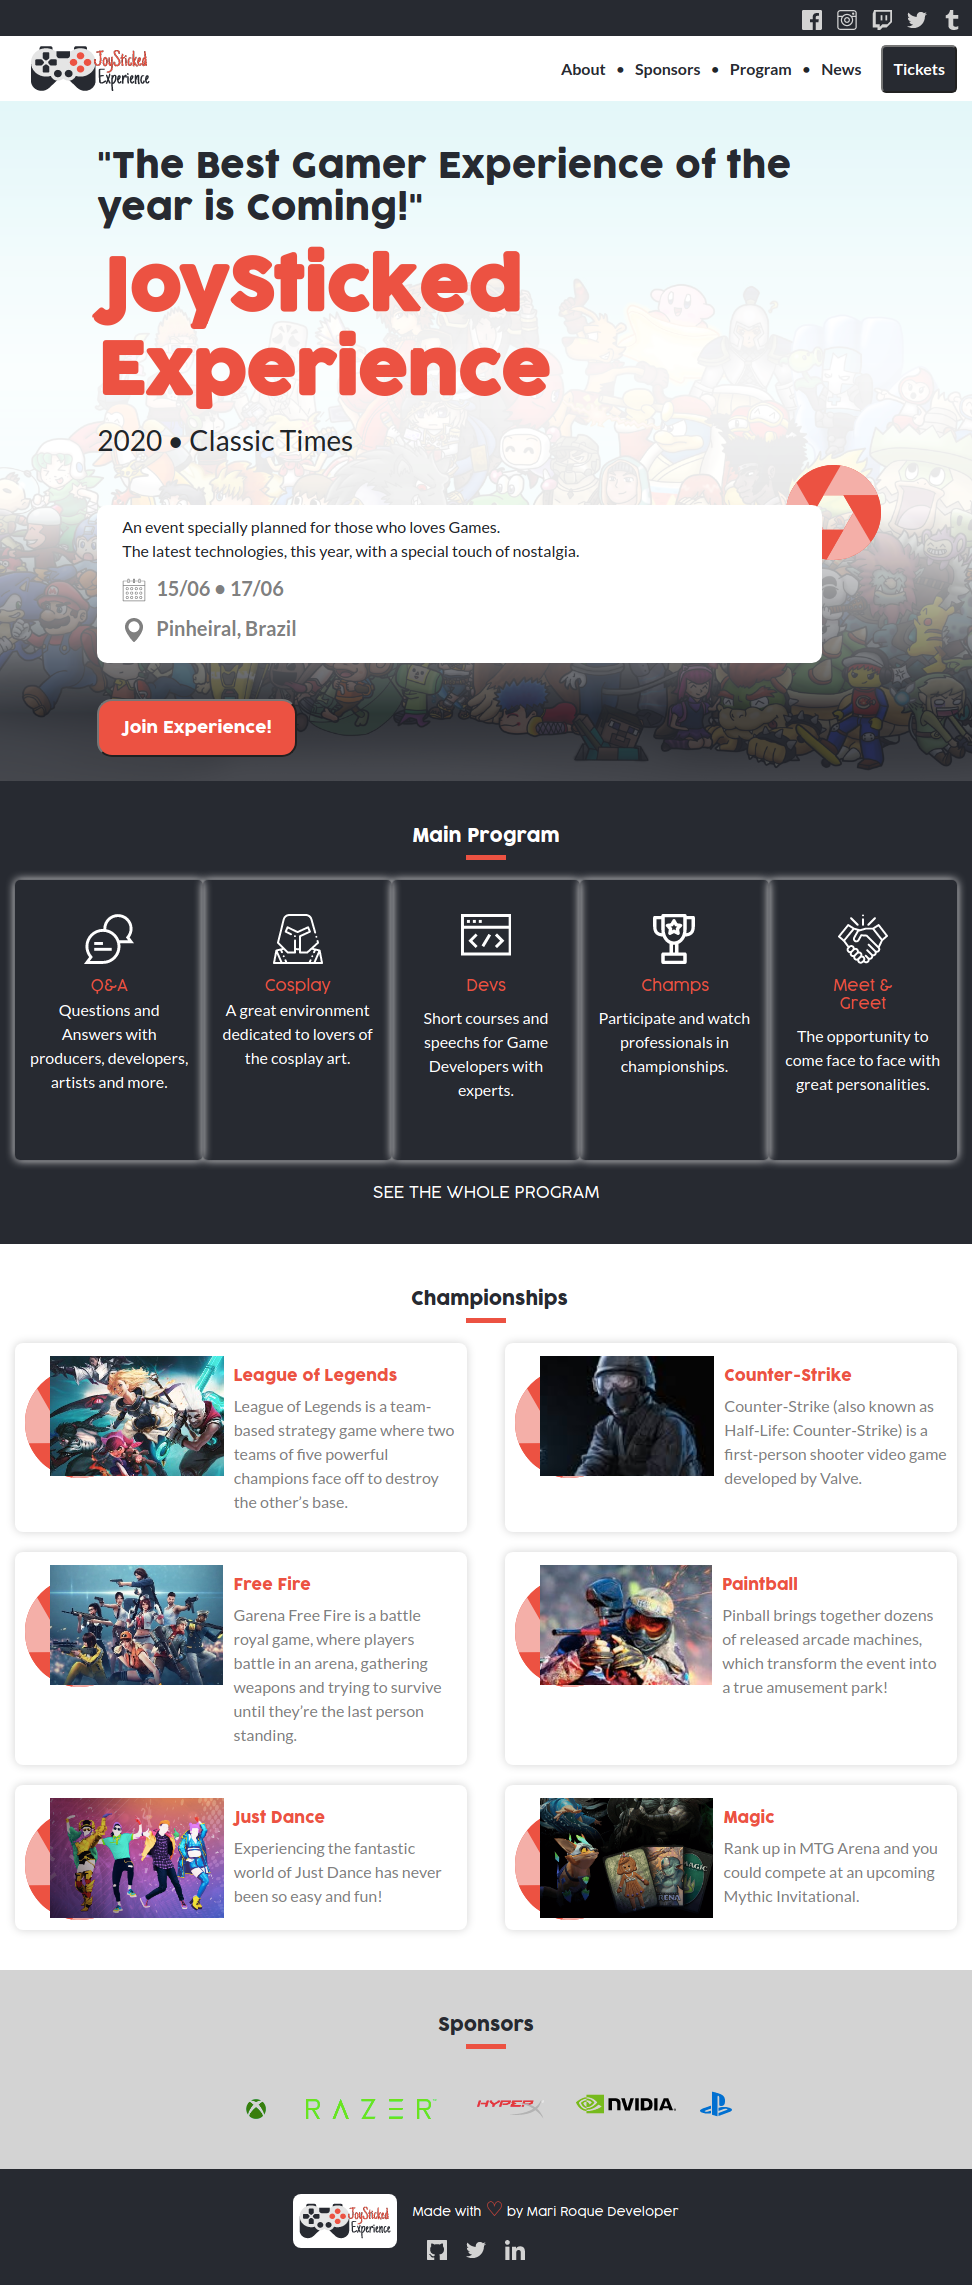 JoySticked
Experience
About • Sponsors • Program • News
Tickets
"The Best Gamer Experience of the
year is Coming!"
JoySticked
Experience
2020 • Classic Times
An event specially planned for those who loves Games.
The latest technologies, this year, with a special touch of nostalgia.
15/06 • 17/06
Pinheiral, Brazil
Join Experience!
Main Program
Q&A
Questions and
Answers with
producers, developers,
artists and more.
Cosplay
A great environment
dedicated to lovers of
the cosplay art.
Devs
Short courses and
speechs for Game
Developers with
experts.
Champs
Participate and watch
professionals in
championships.
Meet &
Greet
The opportunity to
come face to face with
great personalities.
SEE THE WHOLE PROGRAM
Championships
League of Legends
League of Legends is a team-
based strategy game where two
teams of five powerful
champions face off to destroy
the other's base.
Counter-Strike
Counter-Strike (also known as
Half-Life: Counter-Strike) is a
first-person shooter video game
developed by Valve.
Free Fire
Garena Free Fire is a battle
royal game, where players
battle in an arena, gathering
weapons and trying to survive
until they're the last person
standing.
Paintball
Pinball brings together dozens
of released arcade machines,
which transform the event into
a true amusement park!
Just Dance
Experiencing the fantastic
world of Just Dance has never
been so easy and fun!
Magic
Rank up in MTG Arena and you
could compete at an upcoming
Mythic Invitational.
Sponsors
RAZER
HYPERX
NVIDIA.
JoySticked
Experience
Made with ♡ by Mari Roque Developer